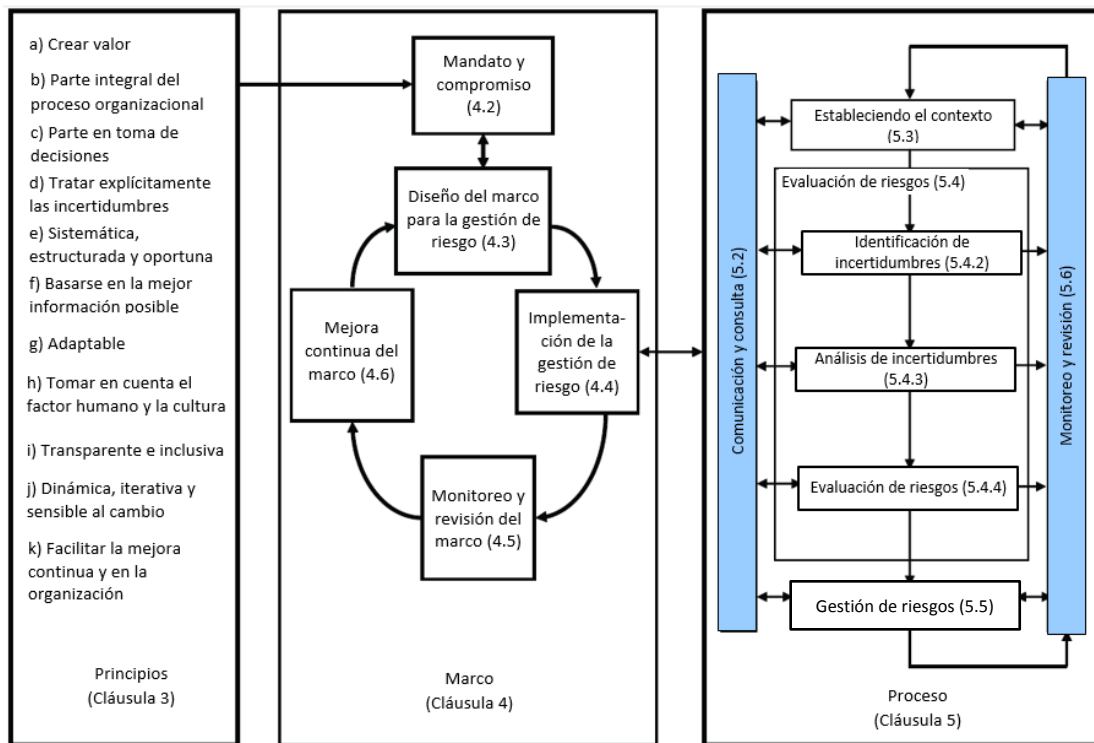 a) Crear valor
b) Parte integral del
proceso organizacional
c) Parte en toma de
decisiones
d) Tratar explícitamente
las incertidumbres
e) Sistemática,
estructurada y oportuna
f) Basarse en la mejor
información posible
g) Adaptable
h) Tomar en cuenta el
factor humano y la cultura
i) Transparente e inclusiva
j) Dinámica, iterativa y
sensible al cambio
k) Facilitar la mejora
continua y en la
organización
Principios
(Cláusula 3)
Mandato y
compromiso
(4.2)
Diseño del marco
para la gestión de
riesgo (4.3)
Implementa-
ción de la
gestión de
riesgo (4.4)
Mejora
continua del
marco (4.6)
Monitoreo y
revisión del
marco (4.5)
Marco
(Cláusula 4)
Comunicación y consulta (5.2)
Estableciendo el contexto
(5.3)
Evaluación de riesgos (5.4)
Identificación de
incertidumbres (5.4.2)
Análisis de incertidumbres
(5.4.3)
Evaluación de riesgos (5.4.4)
Gestión de riesgos (5.5)
Monitoreo y revisión (5.6)
Proceso
(Cláusula 5)